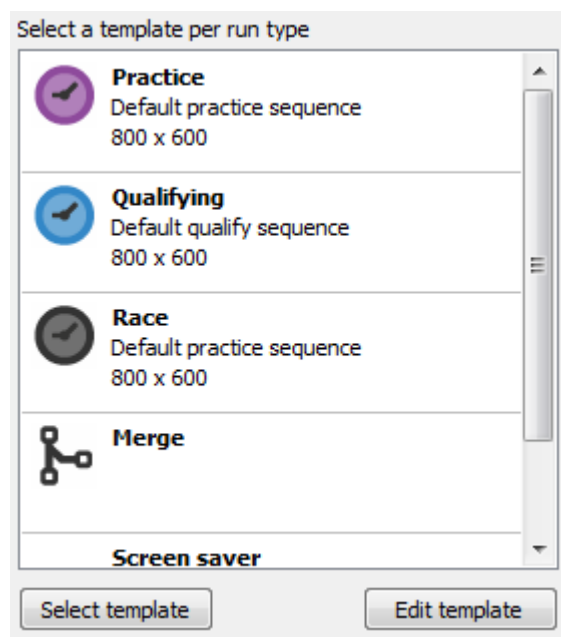 Select a template per run type
Practice
Default practice sequence
800 x 600
Qualifying
Default qualify sequence
800 x 600
Race
Default practice sequence
800 x 600
Merge
Screen saver
Select template
Edit template